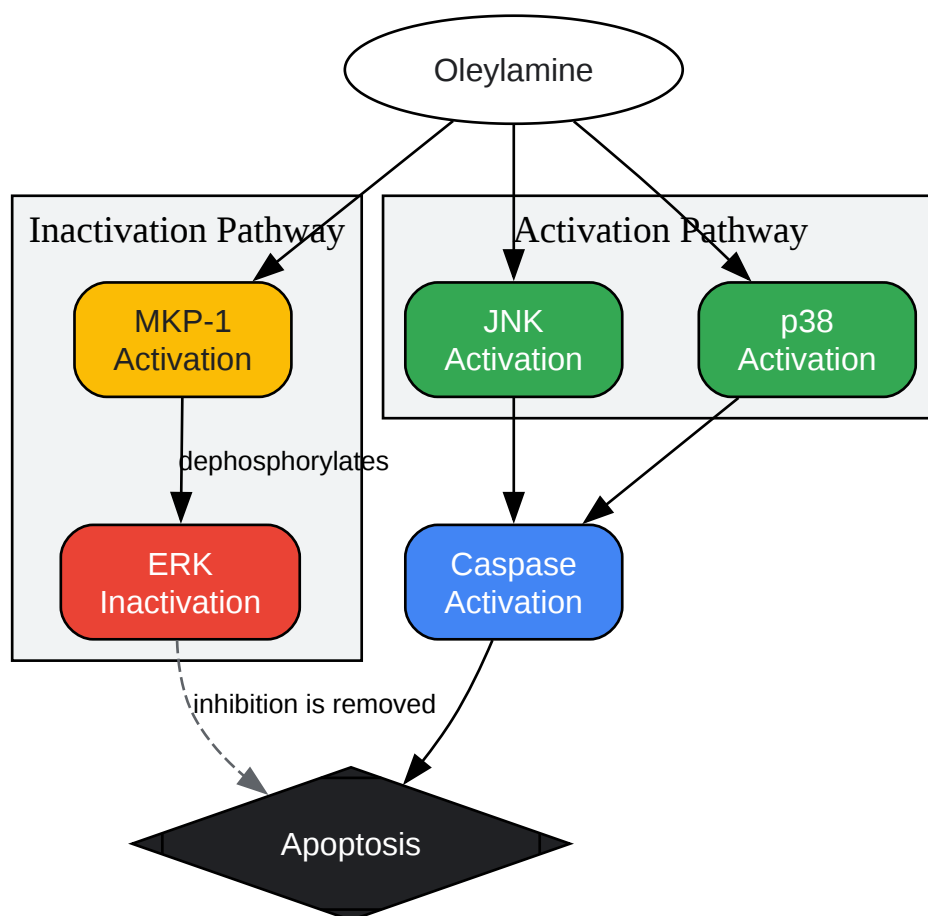 Oleylamine
Inactivation Pathway
Activation Pathway
MKP-1
Activation
JNK
Activation
p38
Activation
dephosphorylates
ERK
Inactivation
Caspase
Activation
inhibition is removed
Apoptosis